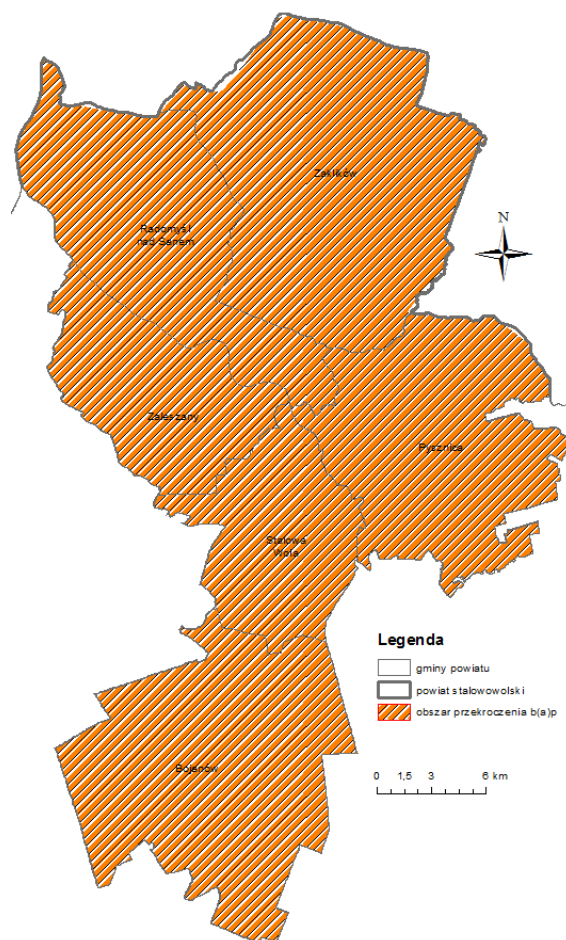 Zaklików
N
Radomyśl
nad Sanem
Zaleszany
Pysznica
Stalowa
Wola
Bojanów
Legenda
gminy powiatu
powiat stalowowolski
obszar przekroczenia b(a)p
0 1,5 3 6 km